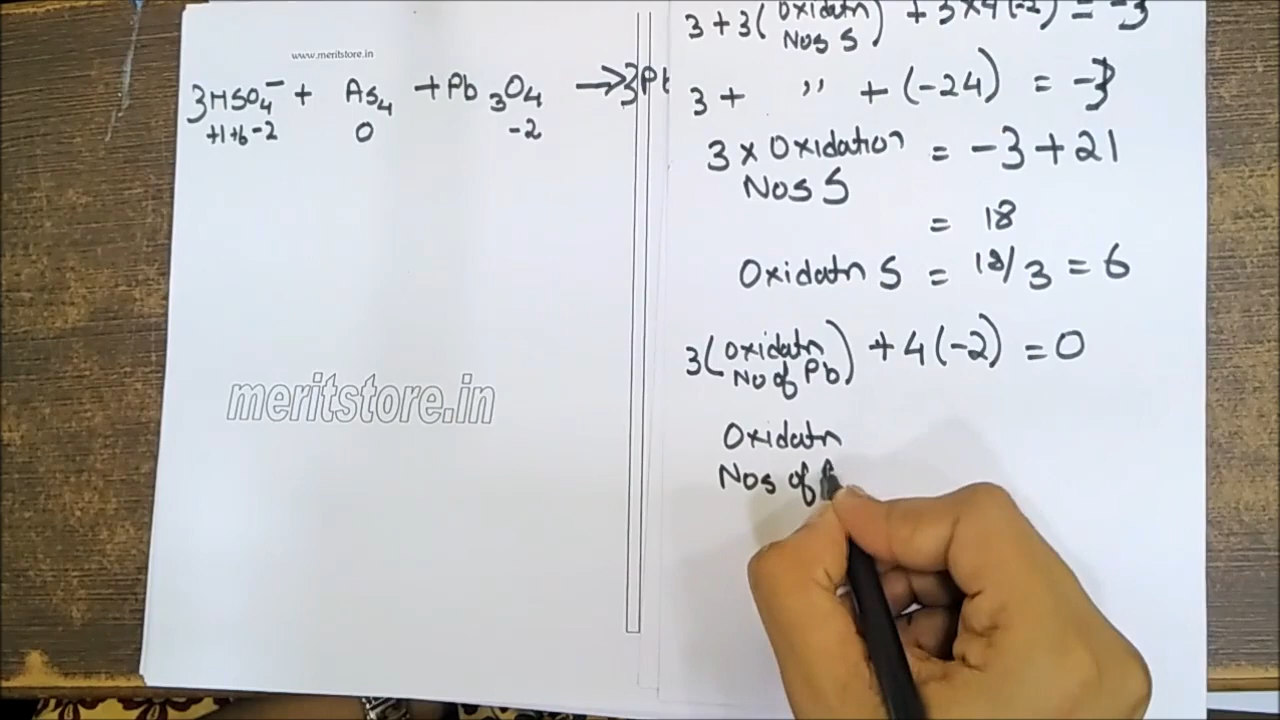 www.meritstore.in
3HSO4− + As4 + Pb3O4 → 3Pb
+1+6-2 0 -2
meritstore.in
3 + 3(Oxidatn Nos S) + 3×4(-2) = -3
3 + " + (-24) = -3
3 × Oxidation = -3+21
Nos S
= 18
Oxidatn S = 18/3 = 6
3(Oxidatn No of Pb) + 4(-2) = 0
Oxidatn
Nos of